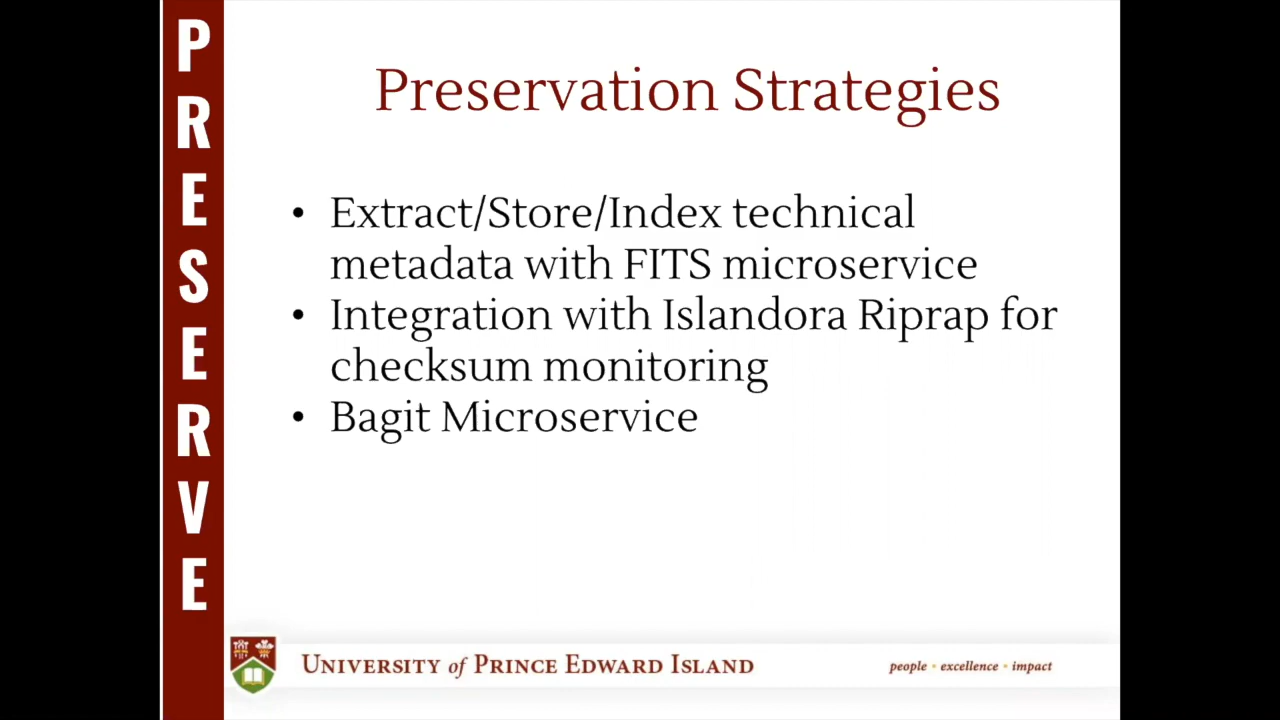 PRESERVE
Preservation Strategies
• Extract/Store/Index technical
metadata with FITS microservice
• Integration with Islandora Riprap for
checksum monitoring
• Bagit Microservice
UNIVERSITY of PRINCE EDWARD ISLAND
people • excellence • impact